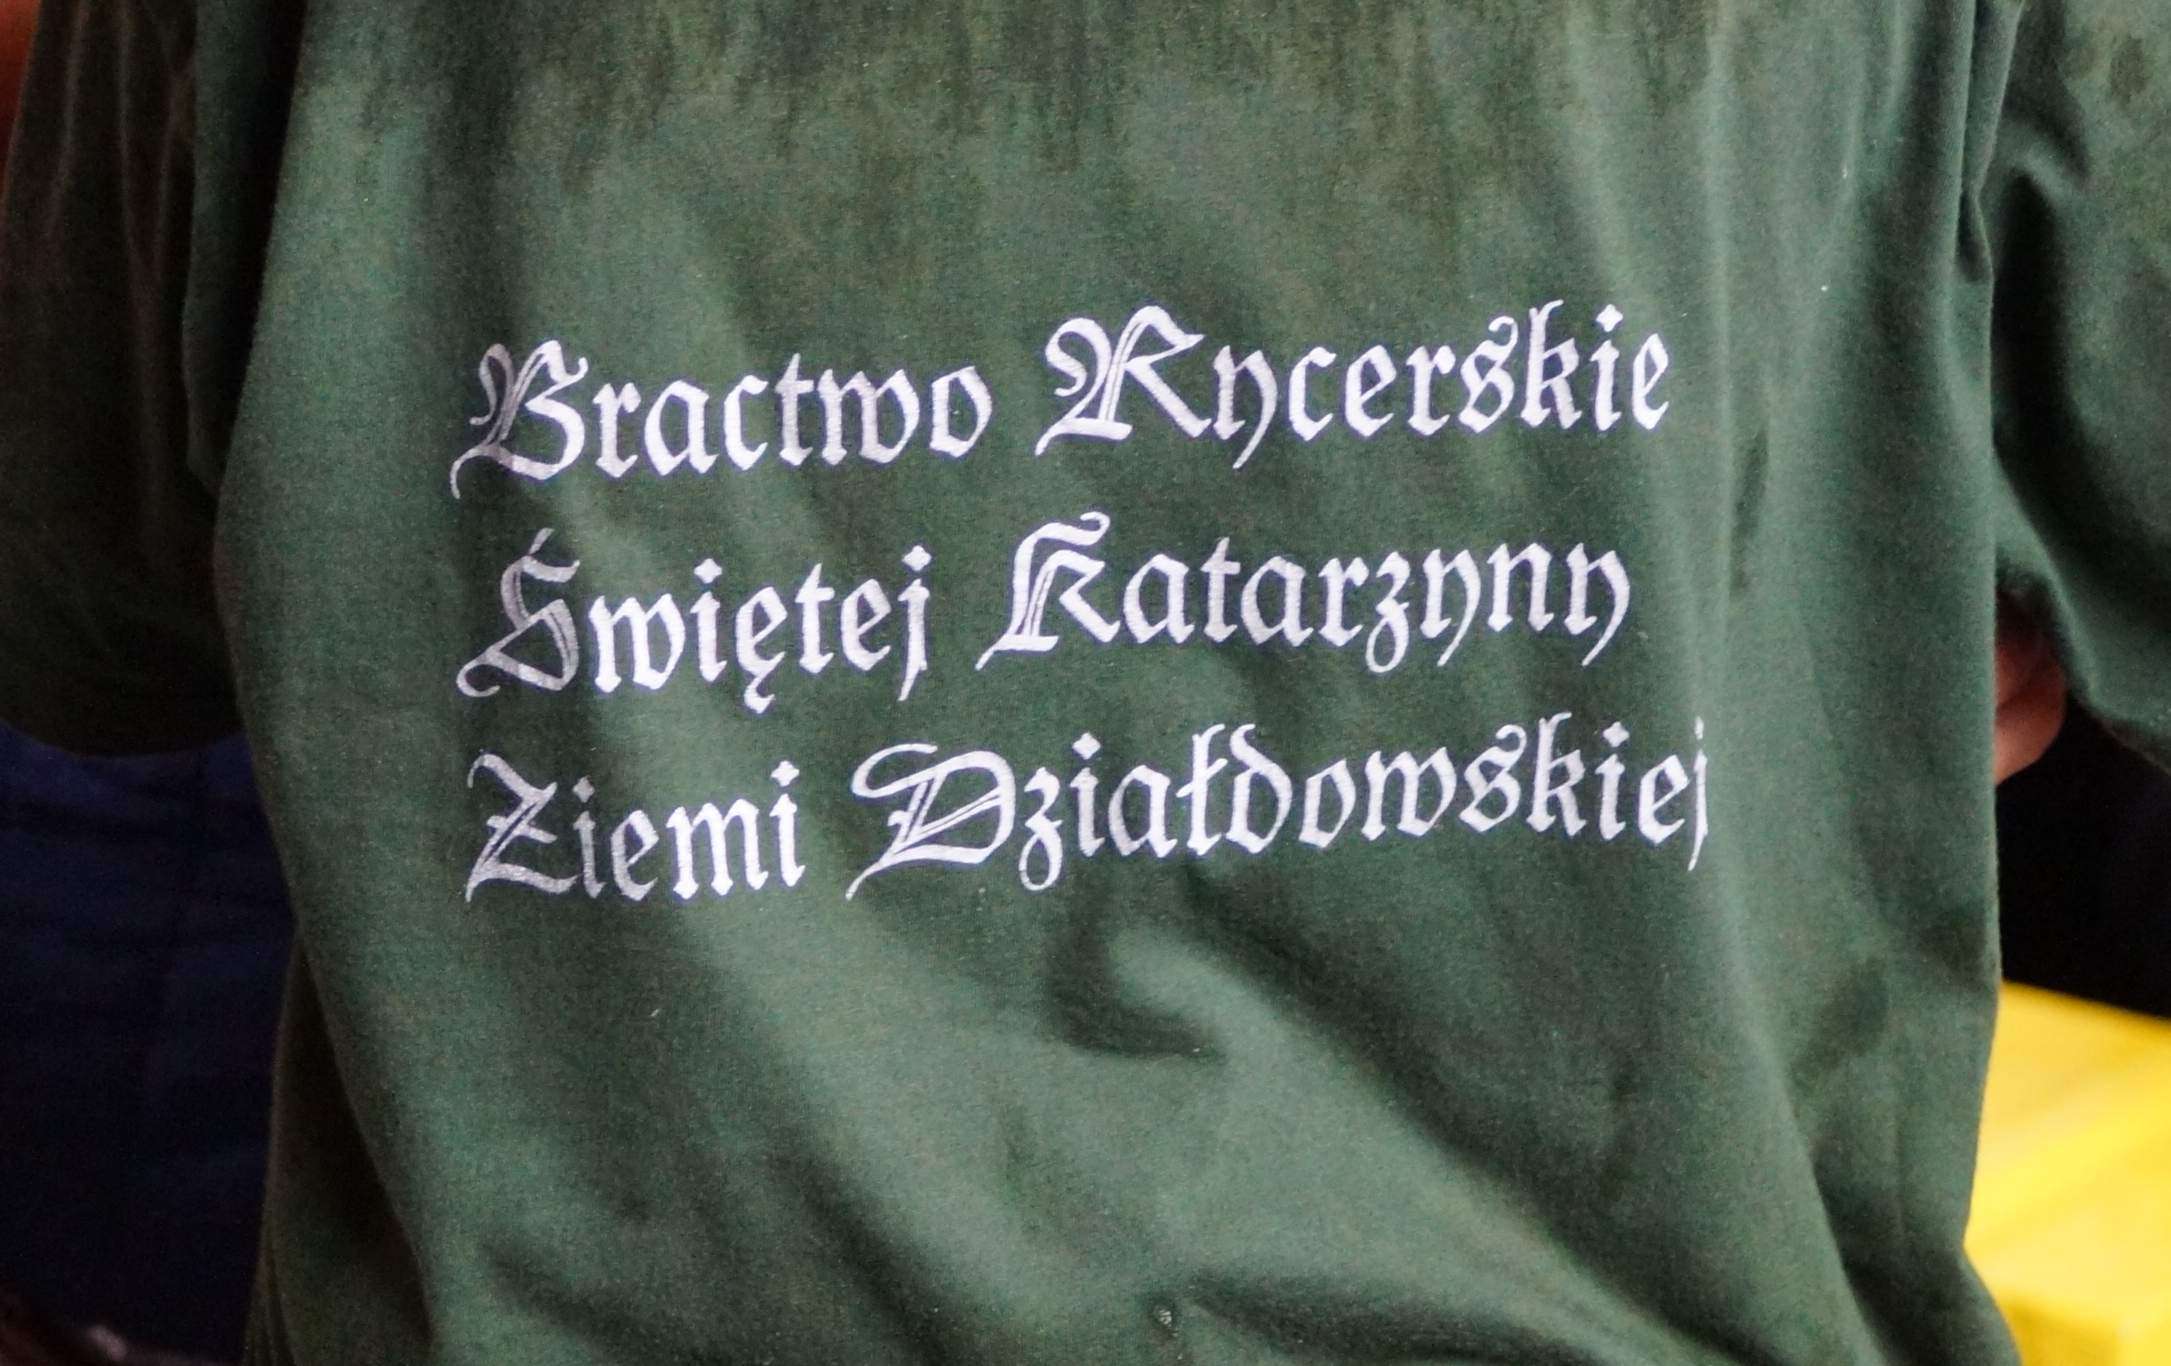 Bractwo Rycerskie
Świętej Katarzyny
Ziemi Działdowskiej